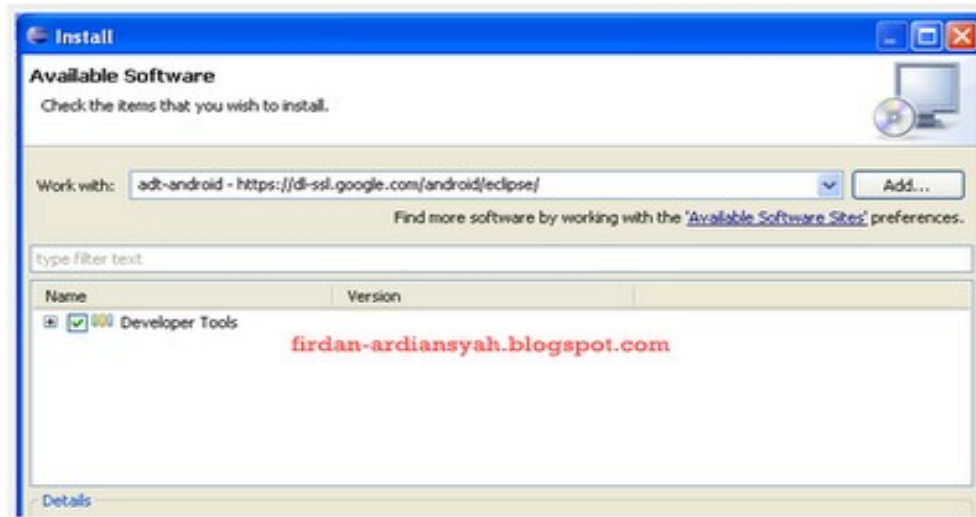 Install
Available Software
Check the items that you wish to install.
Work with: adt-android - https://dl-ssl.google.com/android/eclipse/ Add...
Find more software by working with the 'Available Software Sites' preferences.
type filter text
Name Version
Developer Tools
firdan-ardiansyah.blogspot.com
Details